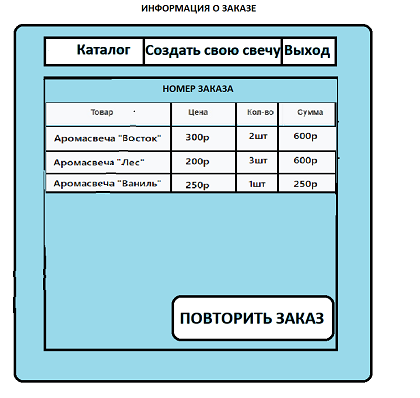 ИНФОРМАЦИЯ О ЗАКАЗЕ
Каталог Создать свою свечу Выход
НОМЕР ЗАКАЗА
Товар Цена Кол-во Сумма
Аромасвеча "Восток" 300р 2шт 600р
Аромасвеча "Лес" 200р 3шт 600р
Аромасвеча "Ваниль" 250р 1шт 250р
ПОВТОРИТЬ ЗАКАЗ